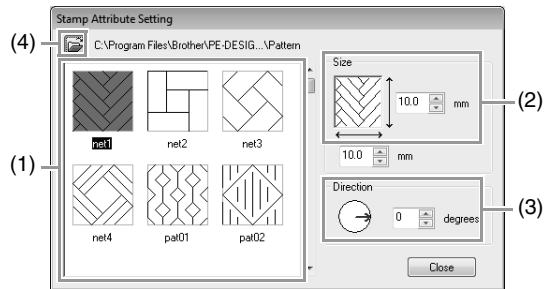 Stamp Attribute Setting
(4)
C:\Program Files\Brother\PE-DESIG...\Pattern
Size
10.0 mm
(2)
net1 net2 net3
10.0 mm
(1)
Direction
0 degrees
(3)
net4 pat01 pat02
Close